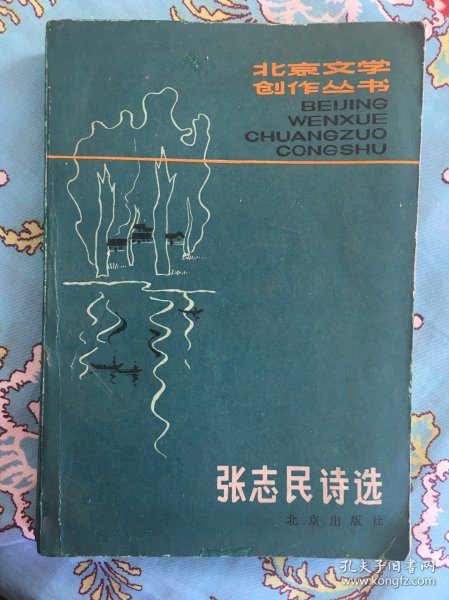 北京文学
创作丛书
BEIJING
WENXUE
CHUANGZUO
CONGSHU
张志民诗选
北京出版社
孔夫子旧书网
www.kongfz.com